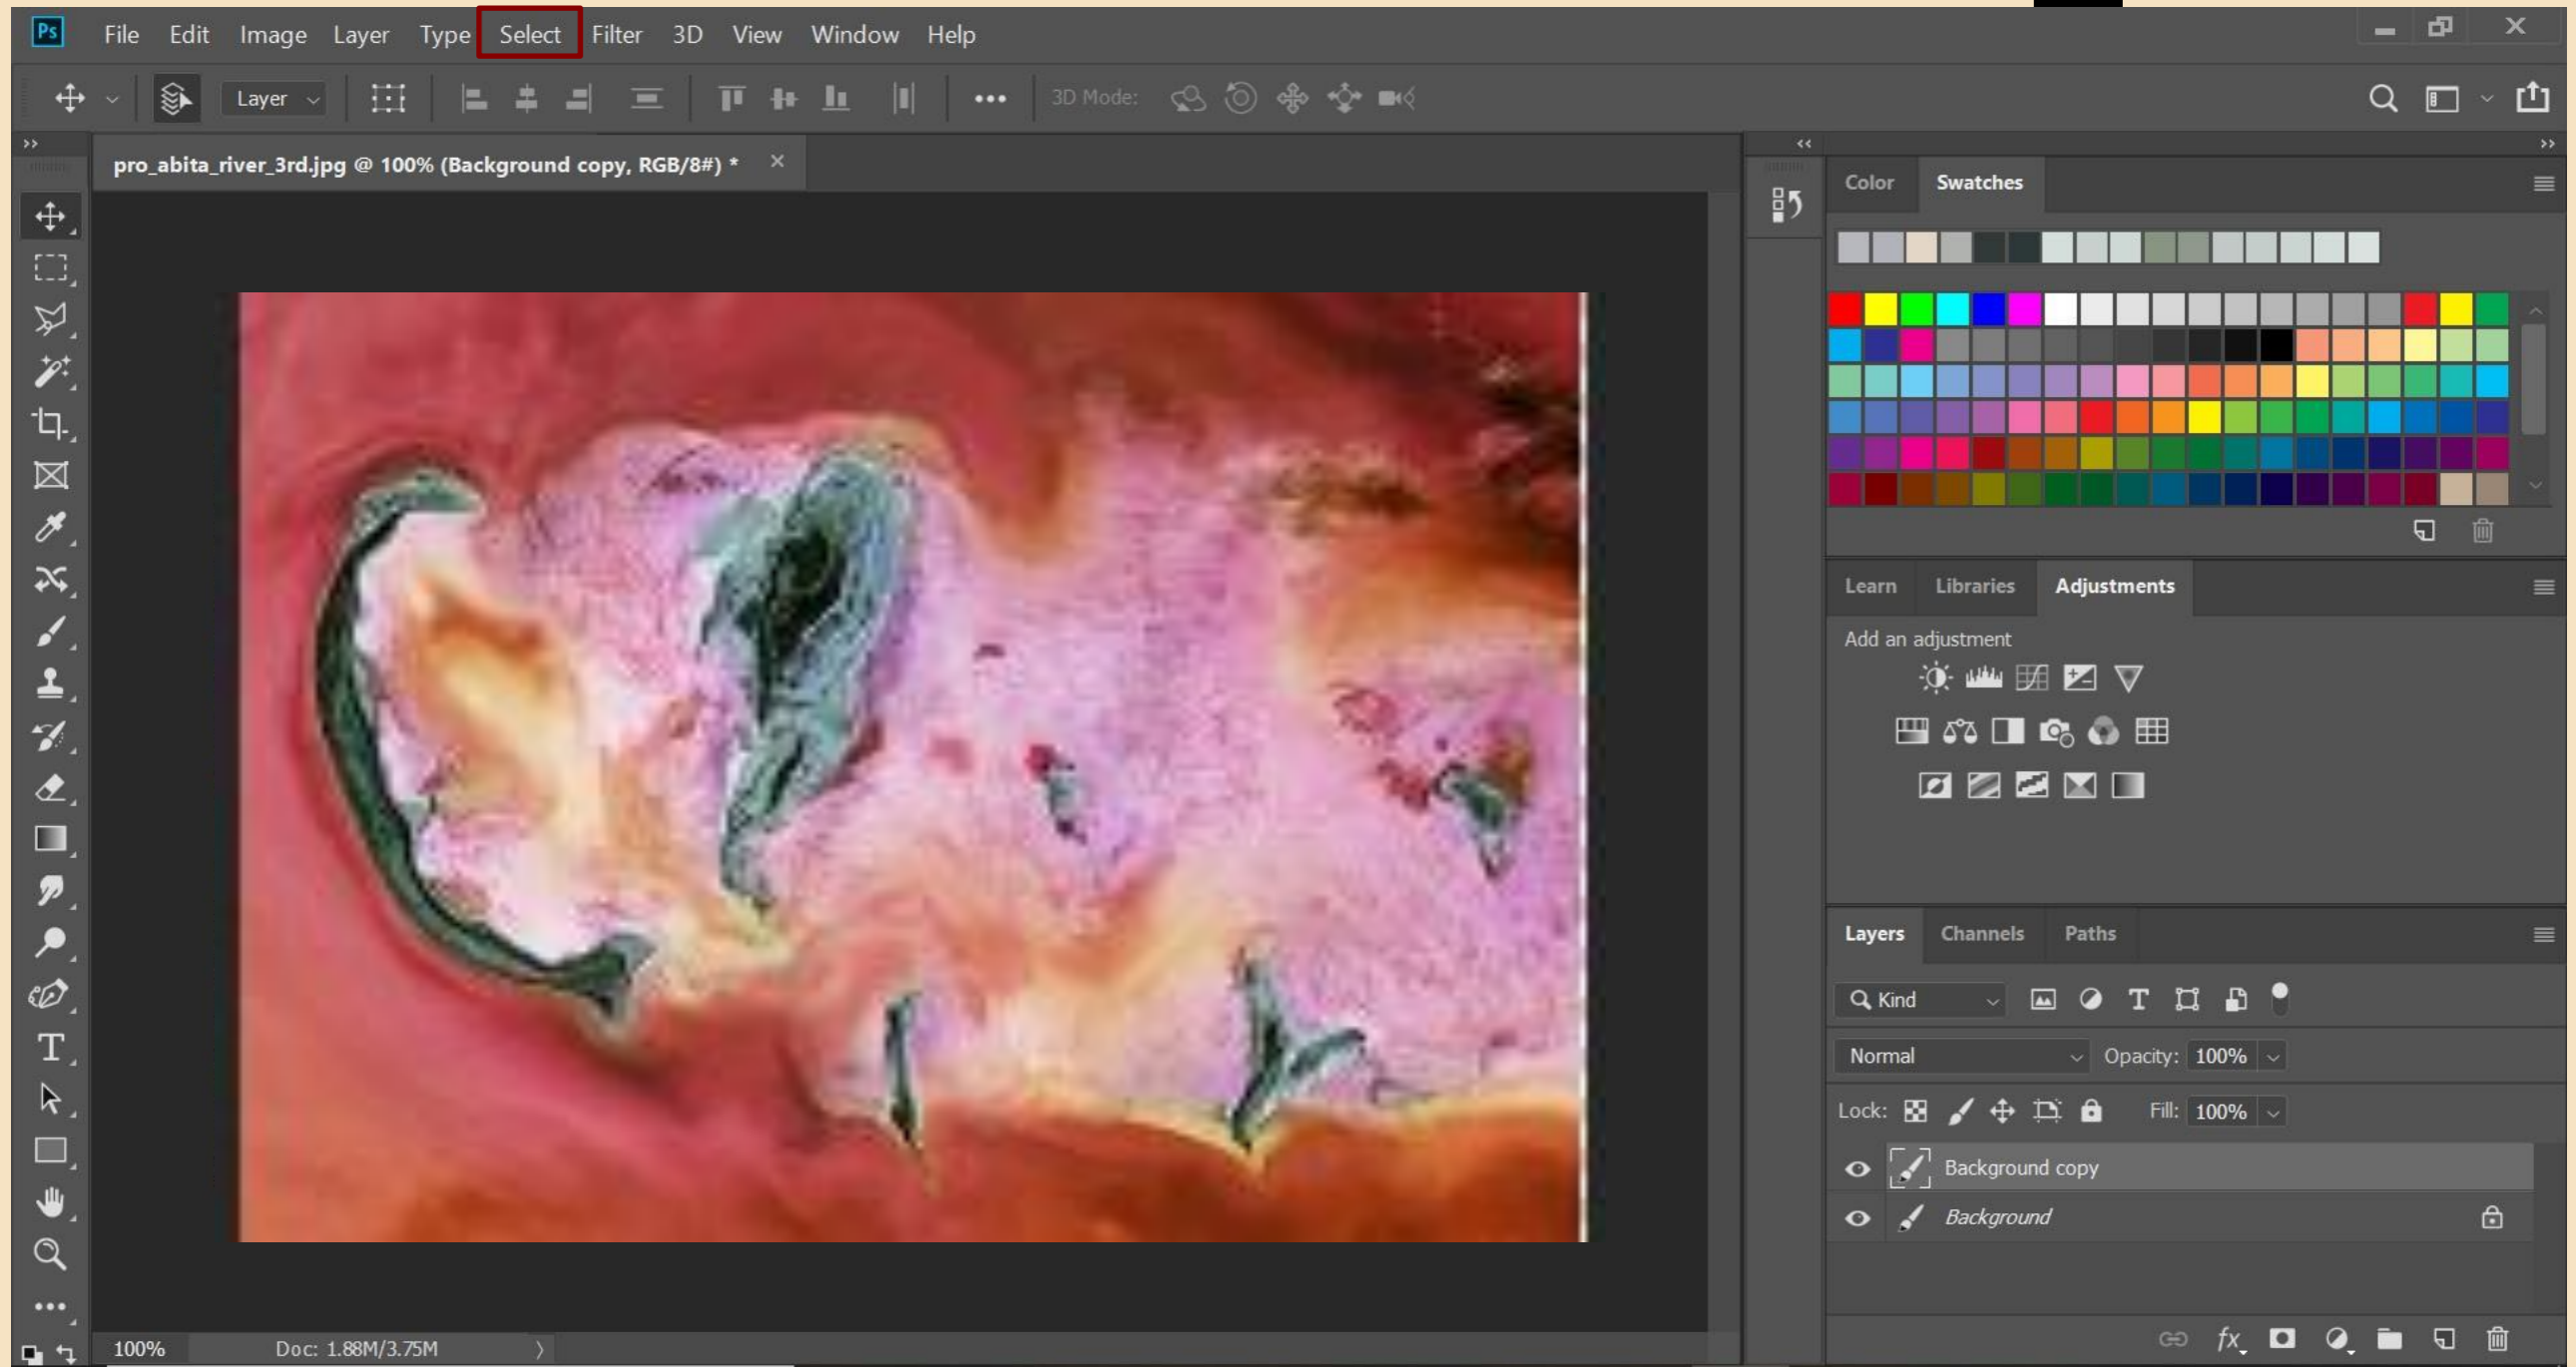 Ps File Edit Image Layer Type Select Filter 3D View Window Help
Layer 3D Mode:
pro_abita_river_3rd.jpg @ 100% (Background copy, RGB/8#) * ×
Color Swatches
Learn Libraries Adjustments
Add an adjustment
Layers Channels Paths
Kind
Normal Opacity: 100%
Lock: Fill: 100%
Background copy
Background
fx
100% Doc: 1.88M/3.75M